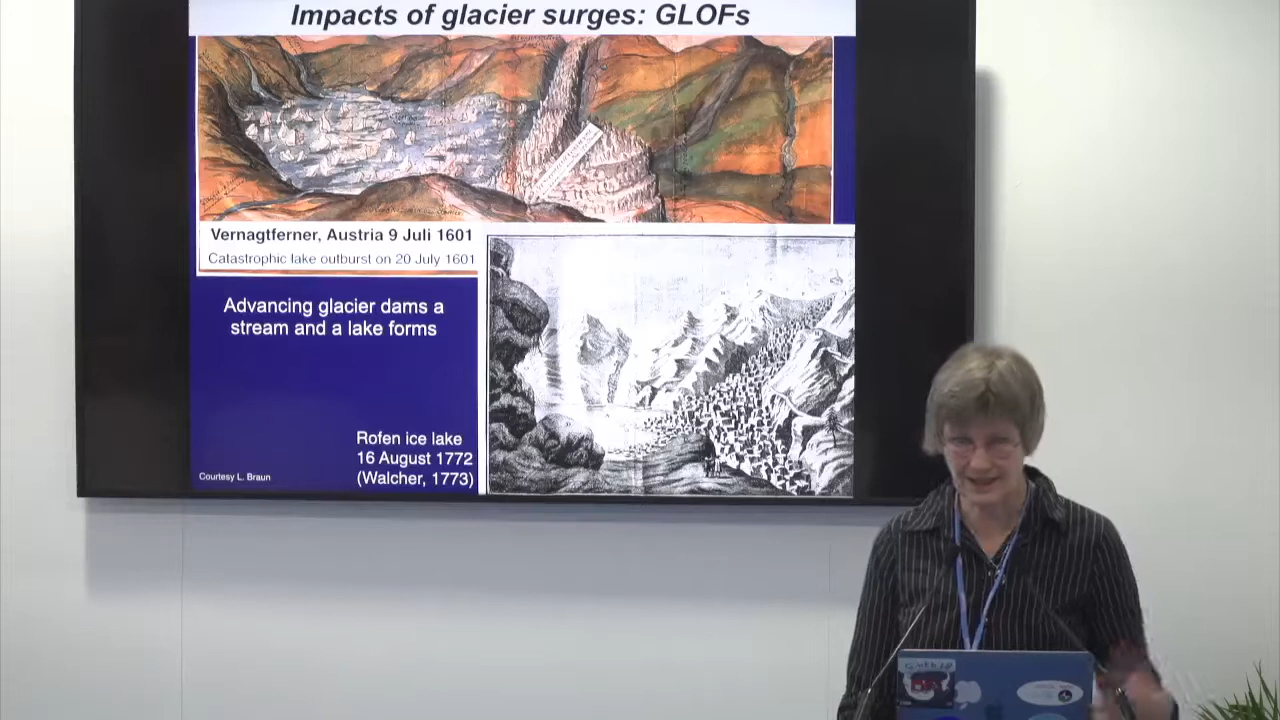 Impacts of glacier surges: GLOFs
Vernagtferner, Austria 9 Juli 1601
Catastrophic lake outburst on 20 July 1601
Advancing glacier dams a
stream and a lake forms
Rofen ice lake
16 August 1772
(Walcher, 1773)
Courtesy L. Braun